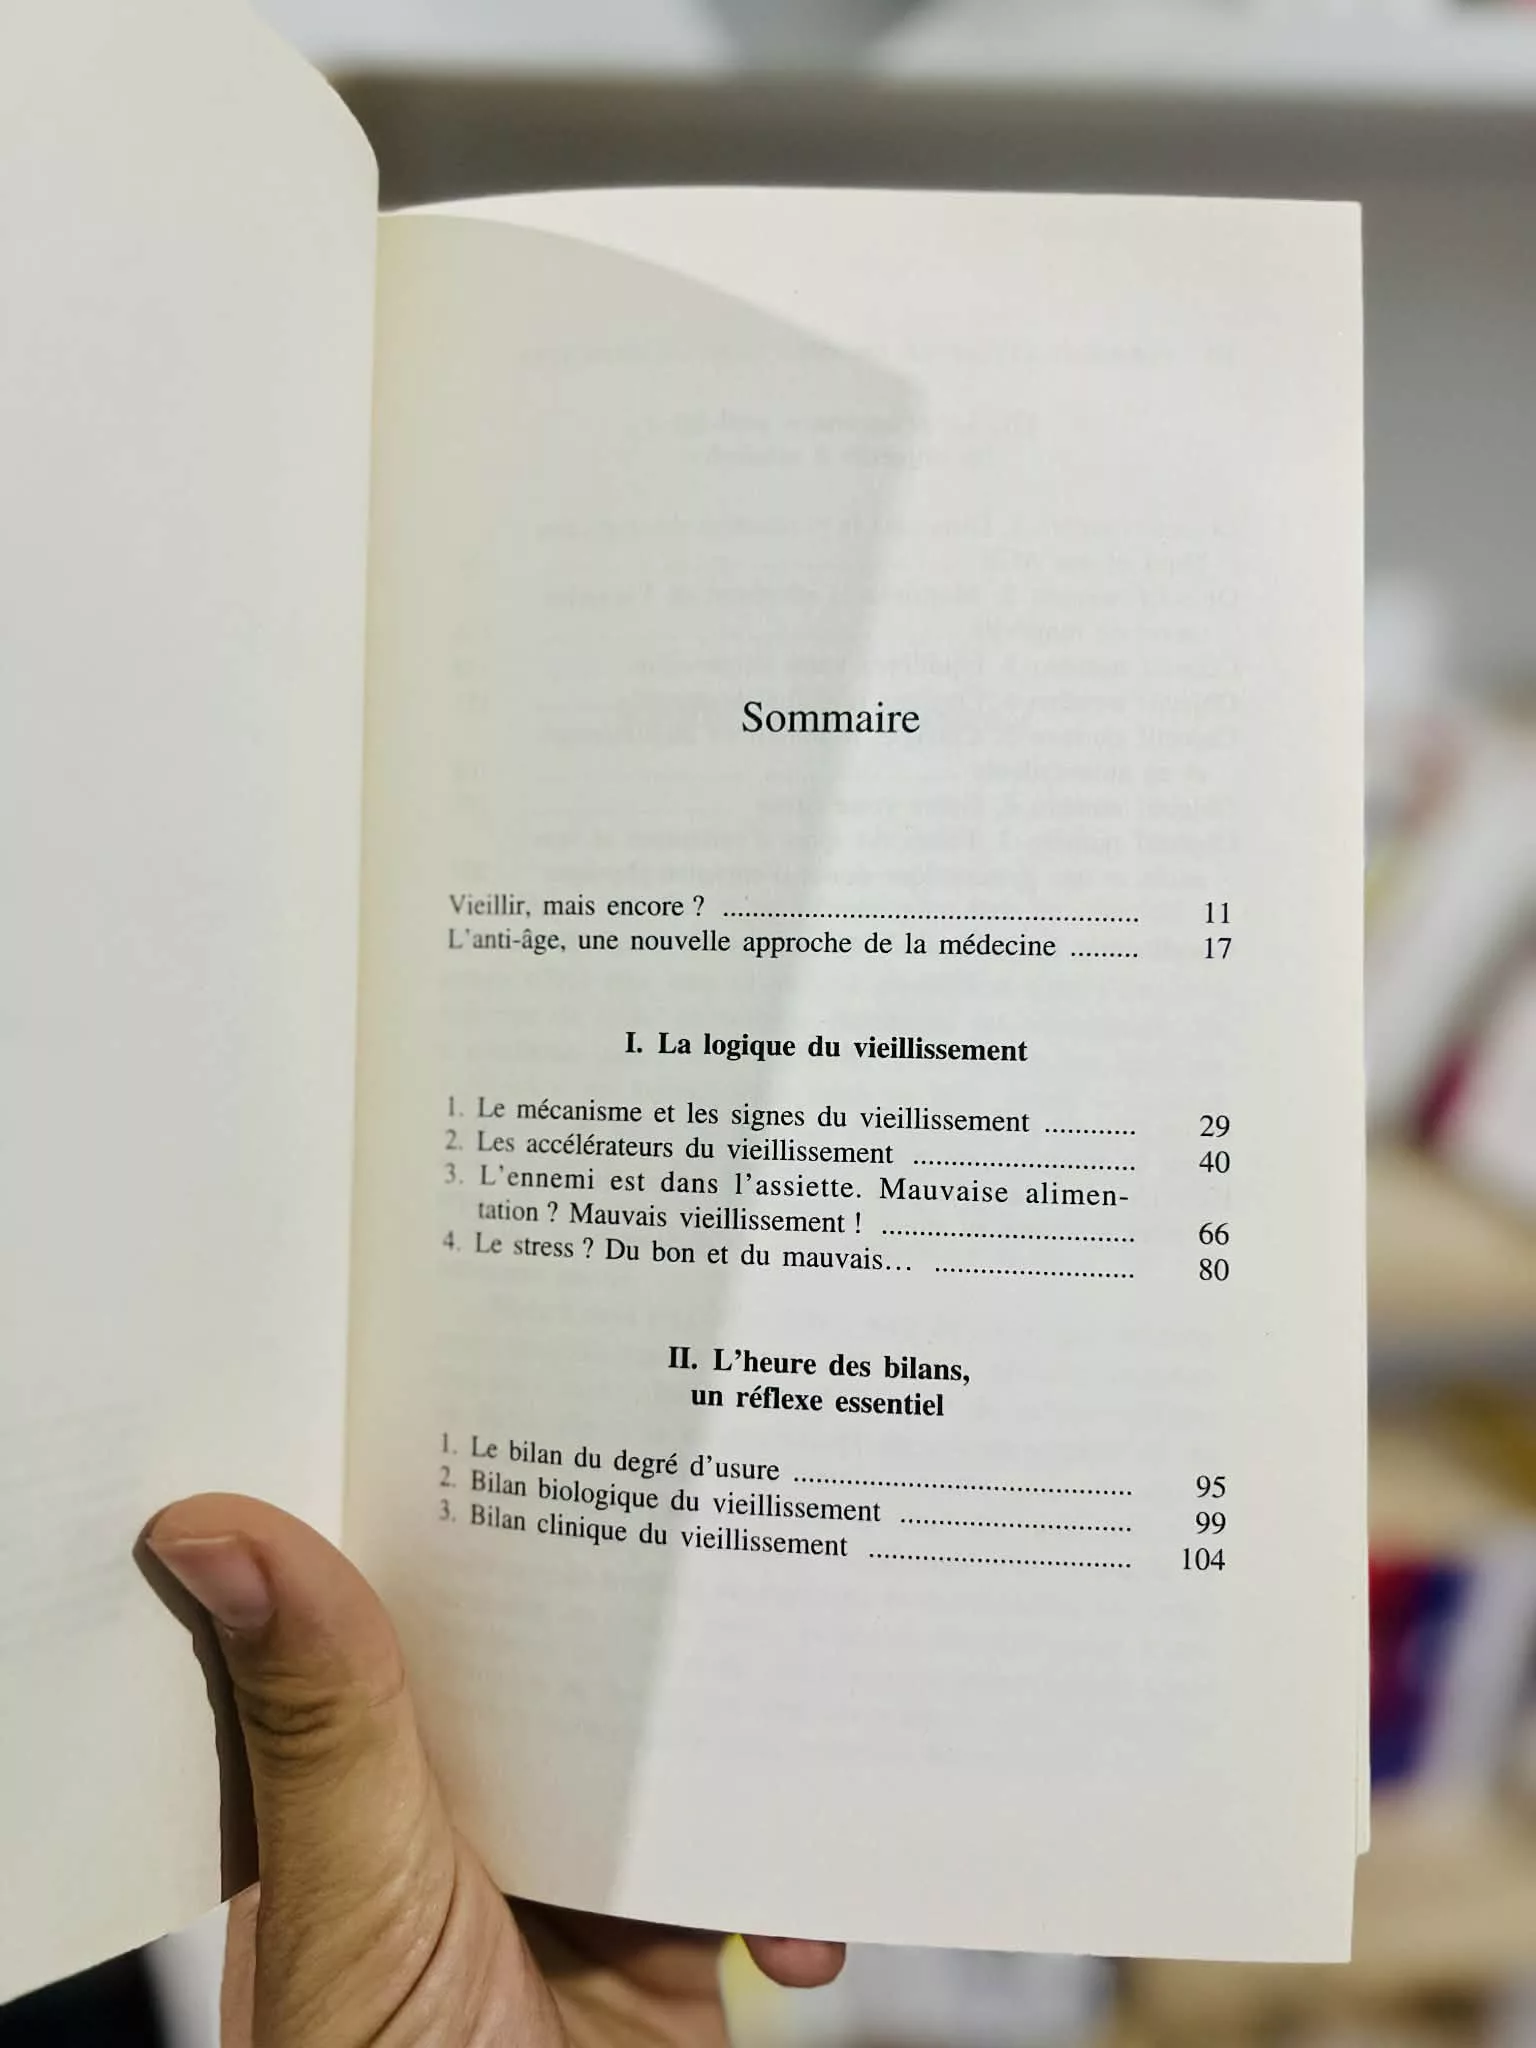 Sommaire
Vieillir, mais encore ? ........................................................ 11
L'anti-âge, une nouvelle approche de la médecine ......... 17
I. La logique du vieillissement
1. Le mécanisme et les signes du vieillissement ............ 29
2. Les accélérateurs du vieillissement .............................. 40
3. L'ennemi est dans l'assiette. Mauvaise alimen-
tation ? Mauvais vieillissement ! .................................. 66
4. Le stress ? Du bon et du mauvais... ........................... 80
II. L'heure des bilans,
un réflexe essentiel
1. Le bilan du degré d'usure ............................................. 95
2. Bilan biologique du vieillissement ............................... 99
3. Bilan clinique du vieillissement ................................... 104